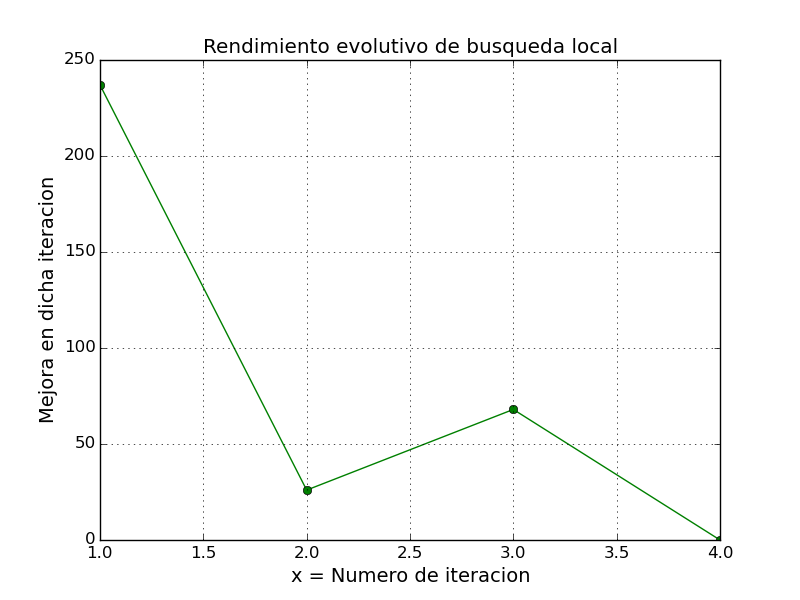 Rendimiento evolutivo de busqueda local
250
200
150
100
50
0
Mejora en dicha iteracion
1.0 1.5 2.0 2.5 3.0 3.5 4.0
x = Numero de iteracion